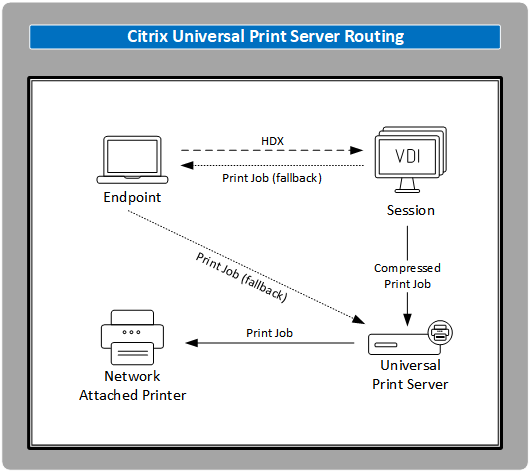 Citrix Universal Print Server Routing
HDX
VDI
Print Job (fallback)
Endpoint
Session
Print Job (fallback)
Compressed
Print Job
Print Job
Network
Attached Printer
Universal
Print Server